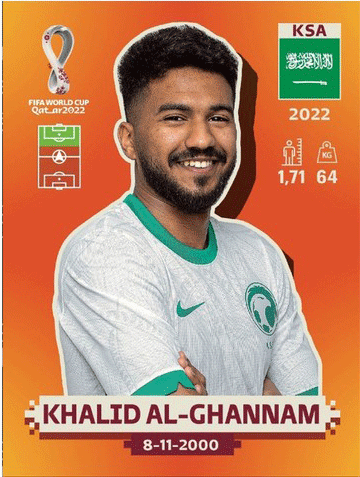 KSA
FIFA WORLD CUP
Qatar2022
2022
KG
1,71 64
KHALID AL-GHANNAM
8-11-2000